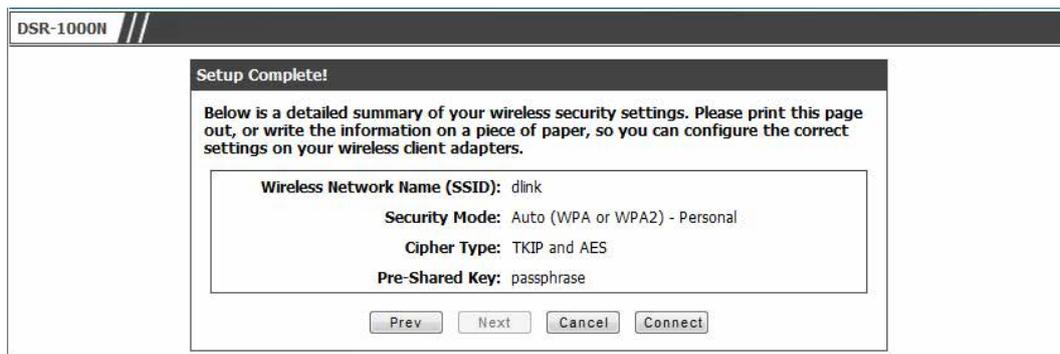 DSR-1000N
Setup Complete!
Below is a detailed summary of your wireless security settings. Please print this page
out, or write the information on a piece of paper, so you can configure the correct
settings on your wireless client adapters.
Wireless Network Name (SSID): dlink
Security Mode: Auto (WPA or WPA2) - Personal
Cipher Type: TKIP and AES
Pre-Shared Key: passphrase
Prev Next Cancel Connect